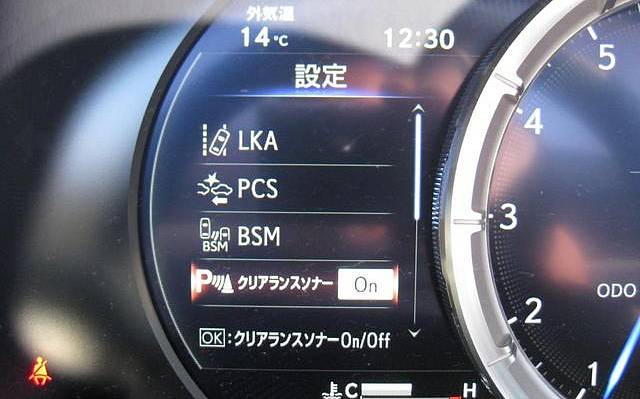 外気温
14℃ 12:30
設定
LKA
PCS
BSM BSM
P クリアランスソナー On
OK:クリアランスソナーOn/Off
C H
5
4
3
2
1
ODO